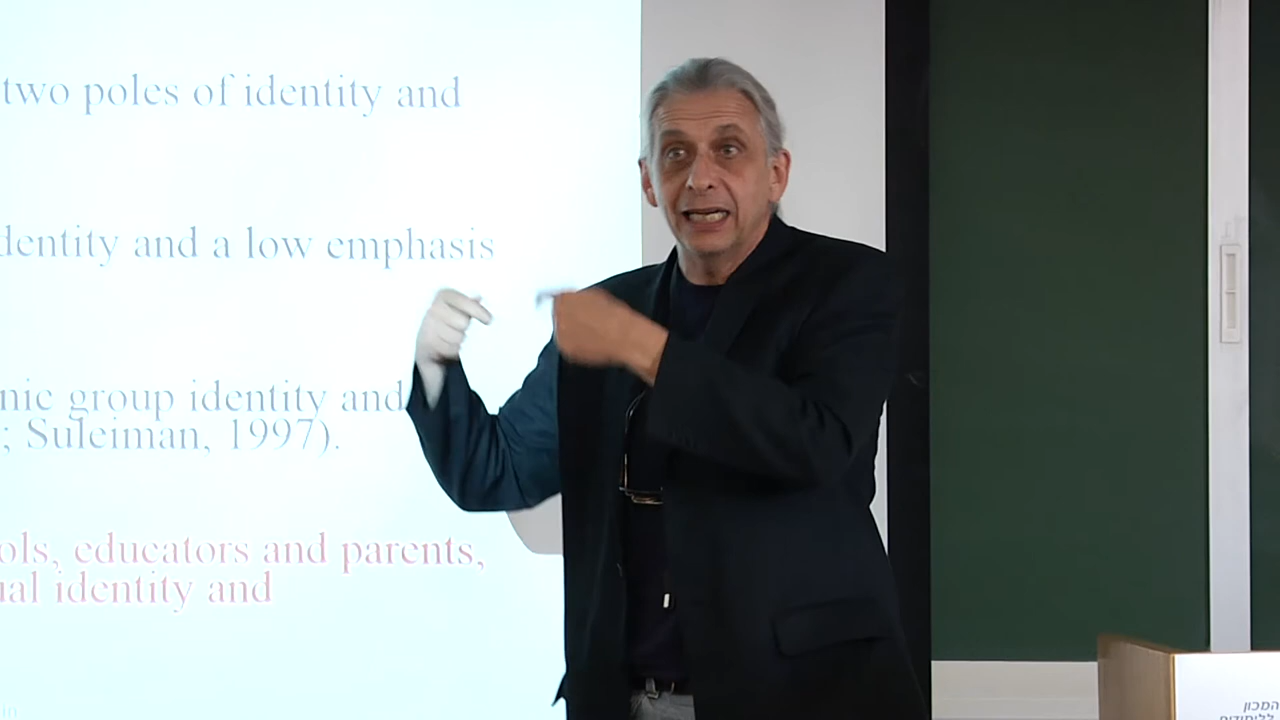 two poles of identity and
dentity and a low emphasis
nic group identity and
; Suleiman, 1997).
ols, educators and parents,
ual identity and
המכון
ללימודים